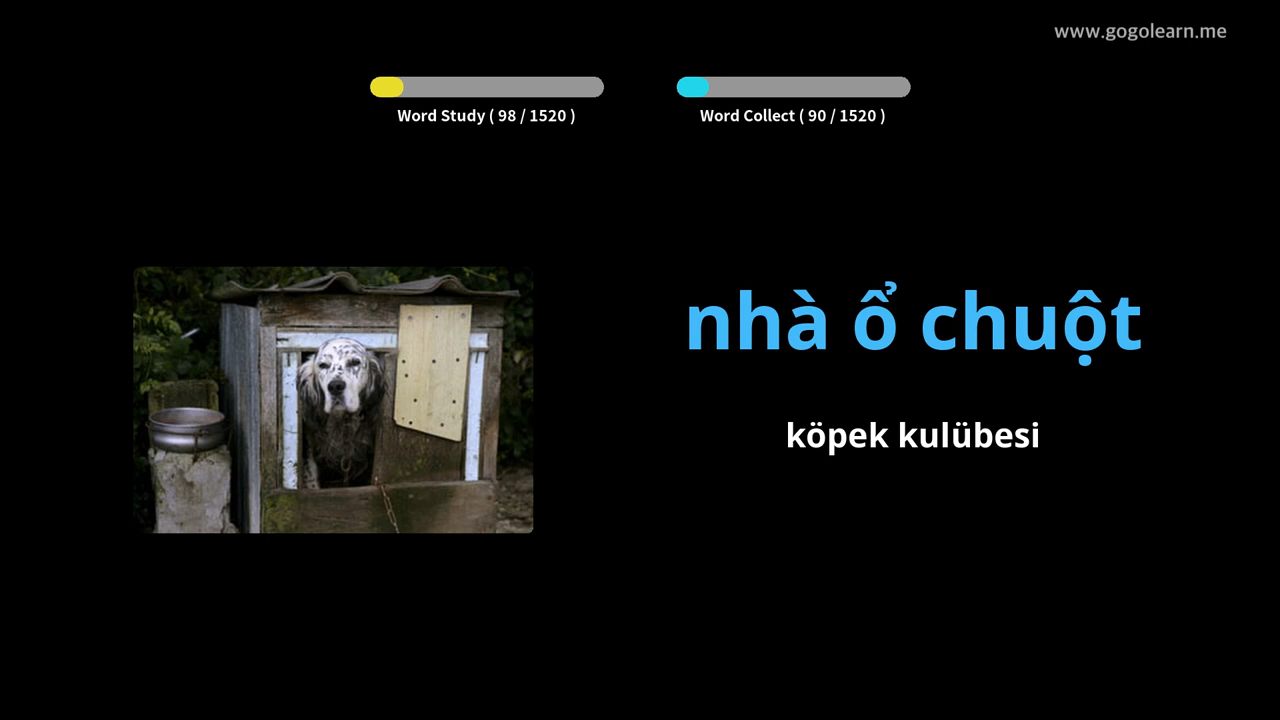 www.gogolearn.me
Word Study ( 98 / 1520 )
Word Collect ( 90 / 1520 )
nhà ổ chuột
köpek kulübesi